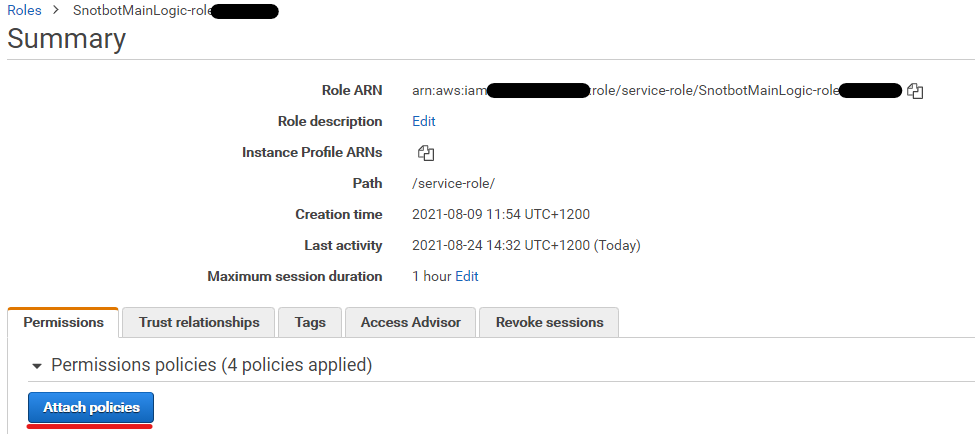 Roles > SnotbotMainLogic-role
Summary
Role ARN arn:aws:iam role/service-role/SnotbotMainLogic-role
Role description Edit
Instance Profile ARNs
Path /service-role/
Creation time 2021-08-09 11:54 UTC+1200
Last activity 2021-08-24 14:32 UTC+1200 (Today)
Maximum session duration 1 hour Edit
Permissions Trust relationships Tags Access Advisor Revoke sessions
Permissions policies (4 policies applied)
Attach policies